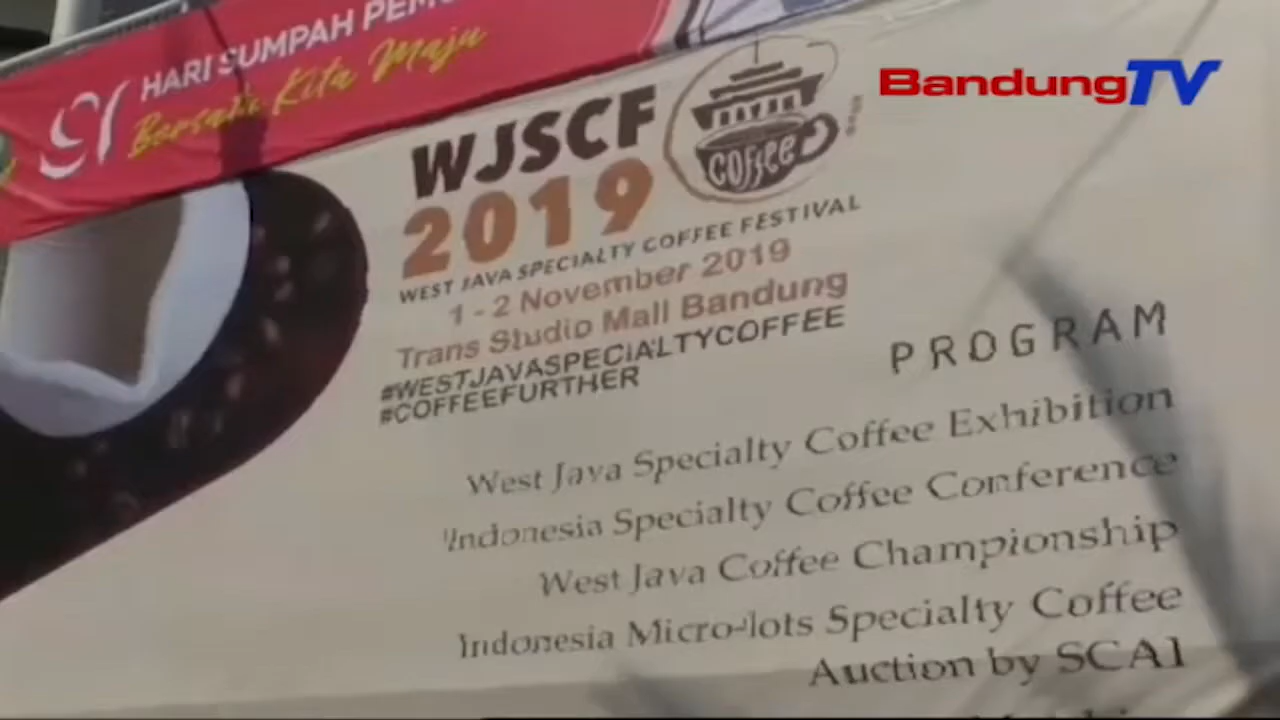 HARI SUMPAH
Bersatu Kita Maju
BandungTV
WJSCF
2019
coffee
WEST JAVA SPECIALTY COFFEE FESTIVAL
1 - 2 November 2019
Trans Studio Mall Bandung
#WESTJAVASPECIALTYCOFFEE
#COFFEEFURTHER
PROGRAM
West Java Specialty Coffee Exhibition
Indonesia Specialty Coffee Conference
West Java Coffee Championship
Indonesia Micro-lots Specialty Coffee
Auction by SCAI